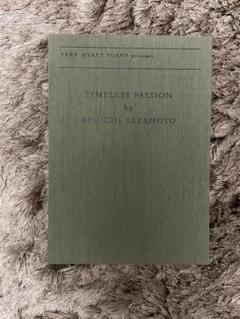 PARK HYATT TOKYO presents
TIMELESS PASSION
by
RYUICHI SAKAMOTO